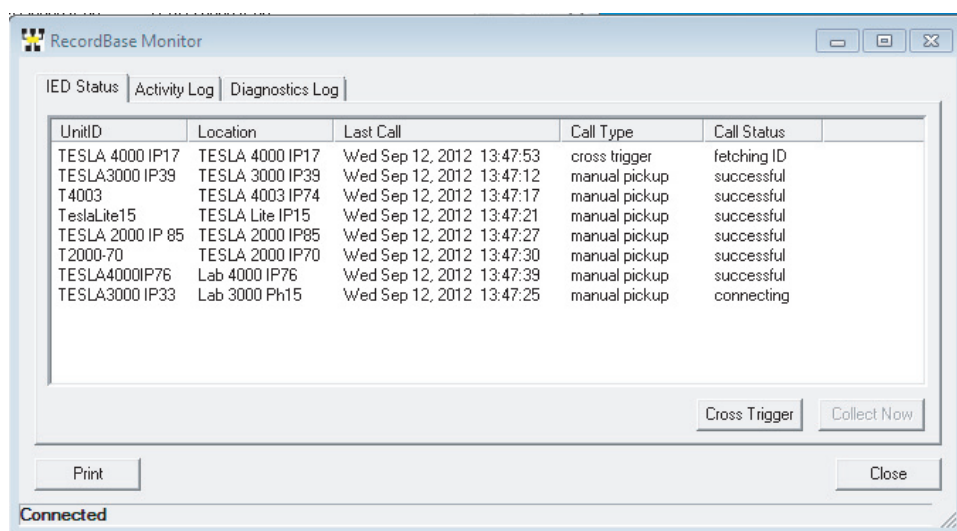 RecordBase Monitor
IED Status Activity Log Diagnostics Log
UnitID Location Last Call Call Type Call Status
TESLA 4000 IP17 TESLA 4000 IP17 Wed Sep 12, 2012 13:47:53 cross trigger fetching ID
TESLA3000 IP39 TESLA 3000 IP39 Wed Sep 12, 2012 13:47:12 manual pickup successful
T4003 TESLA 4003 IP74 Wed Sep 12, 2012 13:47:17 manual pickup successful
TeslaLite15 TESLA Lite IP15 Wed Sep 12, 2012 13:47:21 manual pickup successful
TESLA 2000 IP 85 TESLA 2000 IP85 Wed Sep 12, 2012 13:47:27 manual pickup successful
T2000-70 TESLA 2000 IP70 Wed Sep 12, 2012 13:47:30 manual pickup successful
TESLA4000IP76 Lab 4000 IP76 Wed Sep 12, 2012 13:47:39 manual pickup successful
TESLA3000 IP33 Lab 3000 Ph15 Wed Sep 12, 2012 13:47:25 manual pickup connecting
Cross Trigger Collect Now
Print Close
Connected